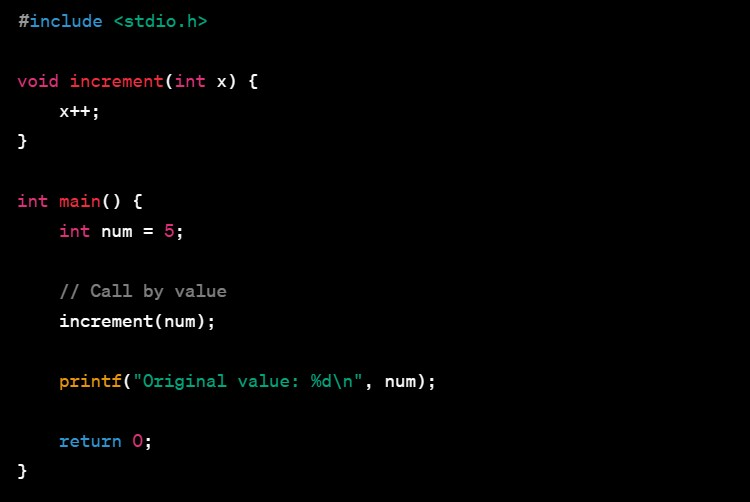 #include <stdio.h>
void increment(int x) {
    x++;
}
int main() {
    int num = 5;
    // Call by value
    increment(num);
    printf("Original value: %d\n", num);
    return 0;
}